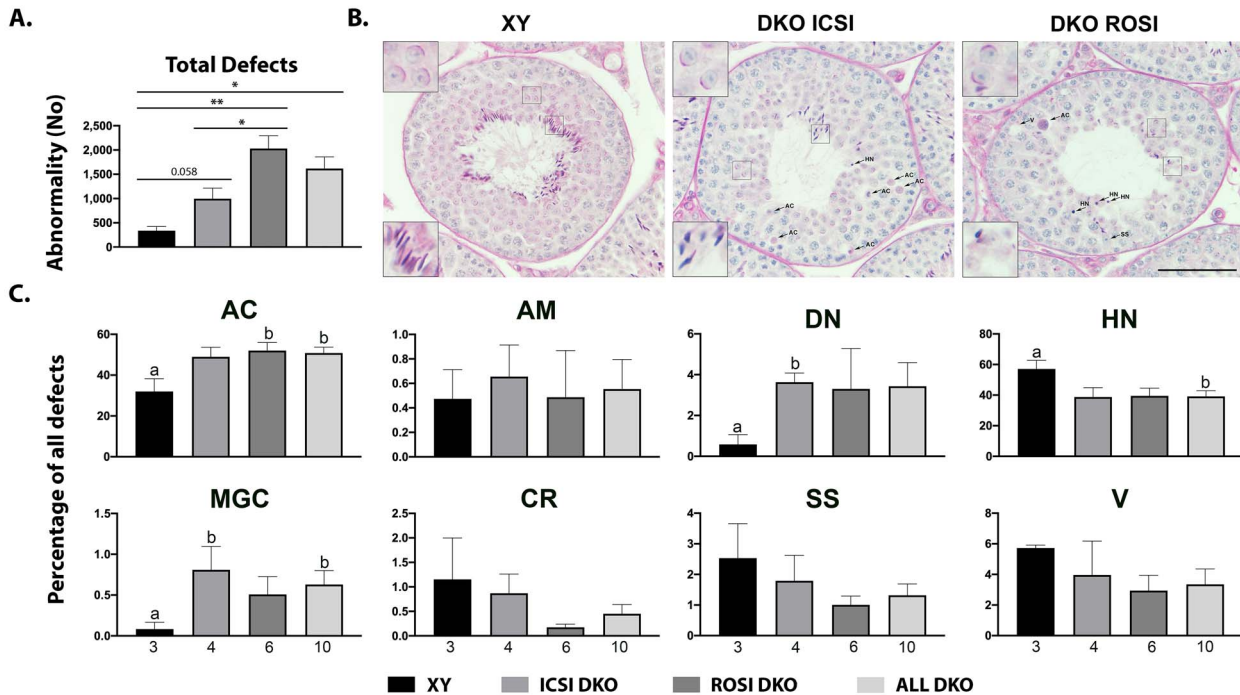 A.
Total Defects
Abnormality (No)
*
**
*
0.058
2,500
2,000
1,500
1,000
500
0
B.
XY
DKO ICSI
DKO ROSI
HN
AC
AC
AC
AC
AC
AC
V
AC
HN
HN
HN
SS
C.
Percentage of all defects
AC
60
40
20
0
a
b
b
AM
1.0
0.8
0.6
0.4
0.2
0.0
DN
6
4
2
0
a
b
HN
80
60
40
20
0
a
b
MGC
1.5
1.0
0.5
0.0
a
b
b
3 4 6 10
CR
2.5
2.0
1.5
1.0
0.5
0.0
3 4 6 10
SS
4
3
2
1
0
3 4 6 10
V
8
6
4
2
0
3 4 6 10
XY ICSI DKO ROSI DKO ALL DKO